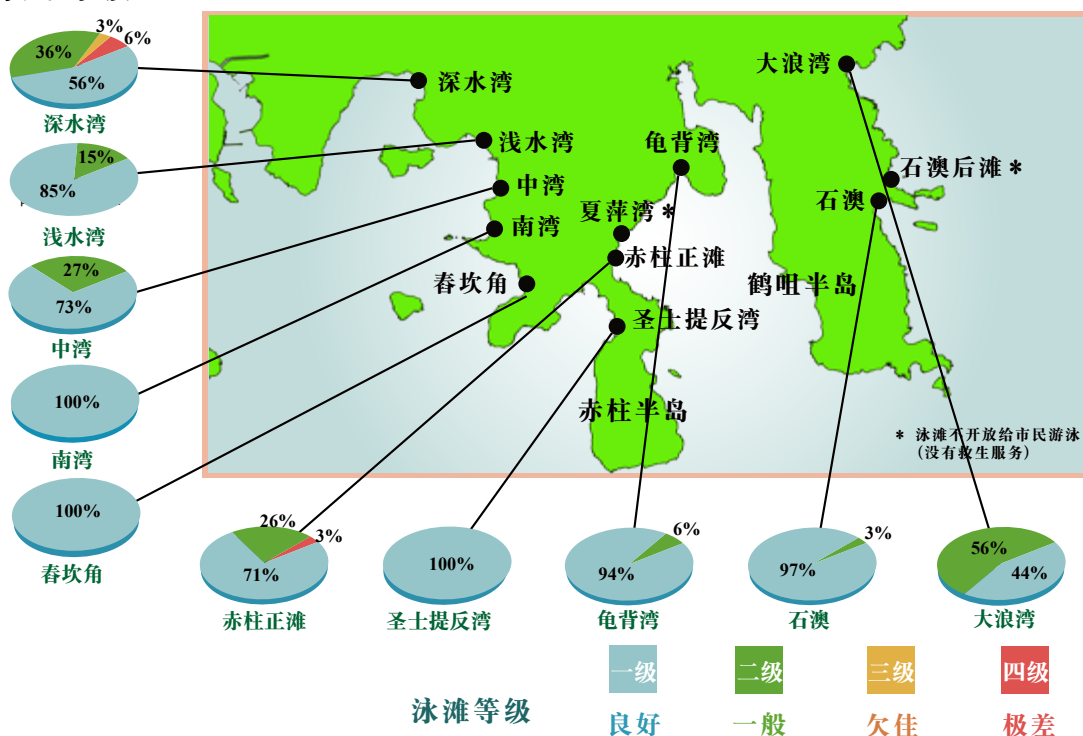 3%
6%
36%
56%
深水湾
15%
85%
浅水湾
27%
73%
中湾
100%
南湾
100%
舂坎角
深水湾
浅水湾
中湾
南湾
舂坎角
龟背湾
夏萍湾*
赤柱正滩
圣士提反湾
赤柱半岛
大浪湾
石澳后滩*
石澳
鹤咀半岛
* 泳滩不开放给市民游泳
(没有救生服务)
26%
3%
71%
赤柱正滩
100%
圣士提反湾
6%
94%
龟背湾
3%
97%
石澳
56%
44%
大浪湾
泳滩等级
一级
良好
二级
一般
三级
欠佳
四级
极差